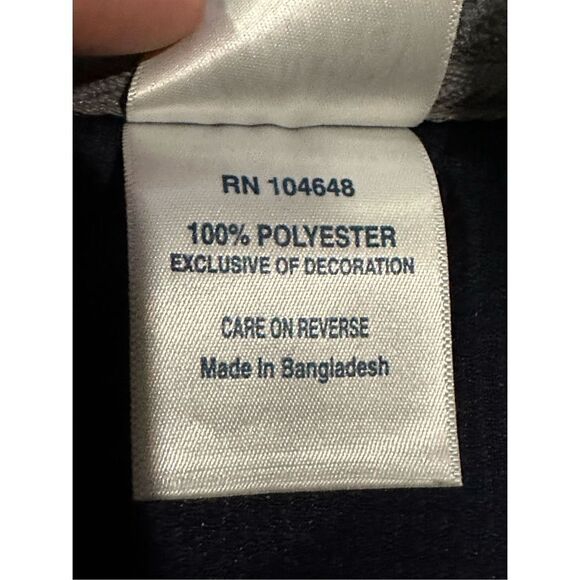 RN 104648
100% POLYESTER
EXCLUSIVE OF DECORATION
CARE ON REVERSE
Made in Bangladesh